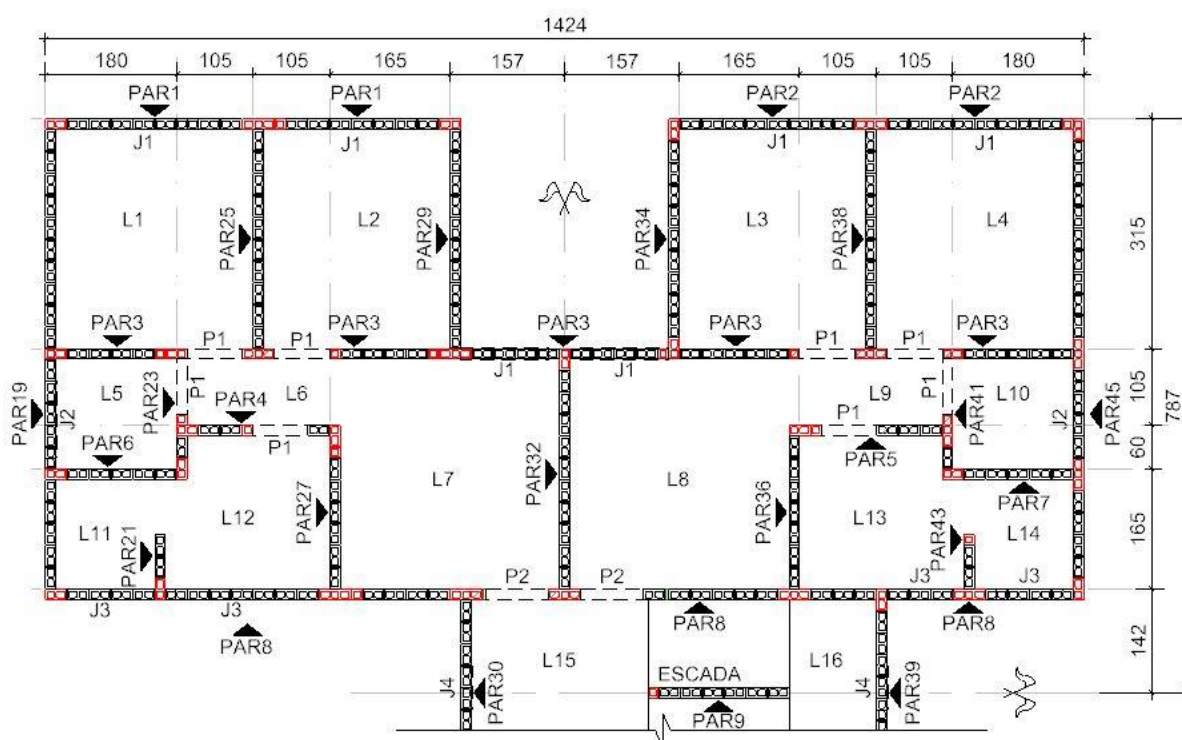 1424
180 105 105 165 157 157 165 105 105 180
PAR1 PAR1 PAR2 PAR2
J1 J1 J1 J1
L1 PAR25 L2 PAR29 PAR34 L3 PAR38 L4 315
PAR3 P1 P1 PAR3 PAR3 PAR3 P1 P1 PAR3
J1 J1
PAR19 J2 L5 PAR23 P1 L6 L9 P1 PAR41 L10 J2 PAR45 105 787
PAR4 P1
P1 PAR5
PAR6 PAR32 60
L7 L8 PAR7
L11 PAR21 L12 PAR27 PAR36 L13 PAR43 L14 165
P2 P2
J3 J3 J3 J3
PAR8 PAR8 PAR8
142
L15 L16
ESCADA
J4 PAR30 J4 PAR39
PAR9